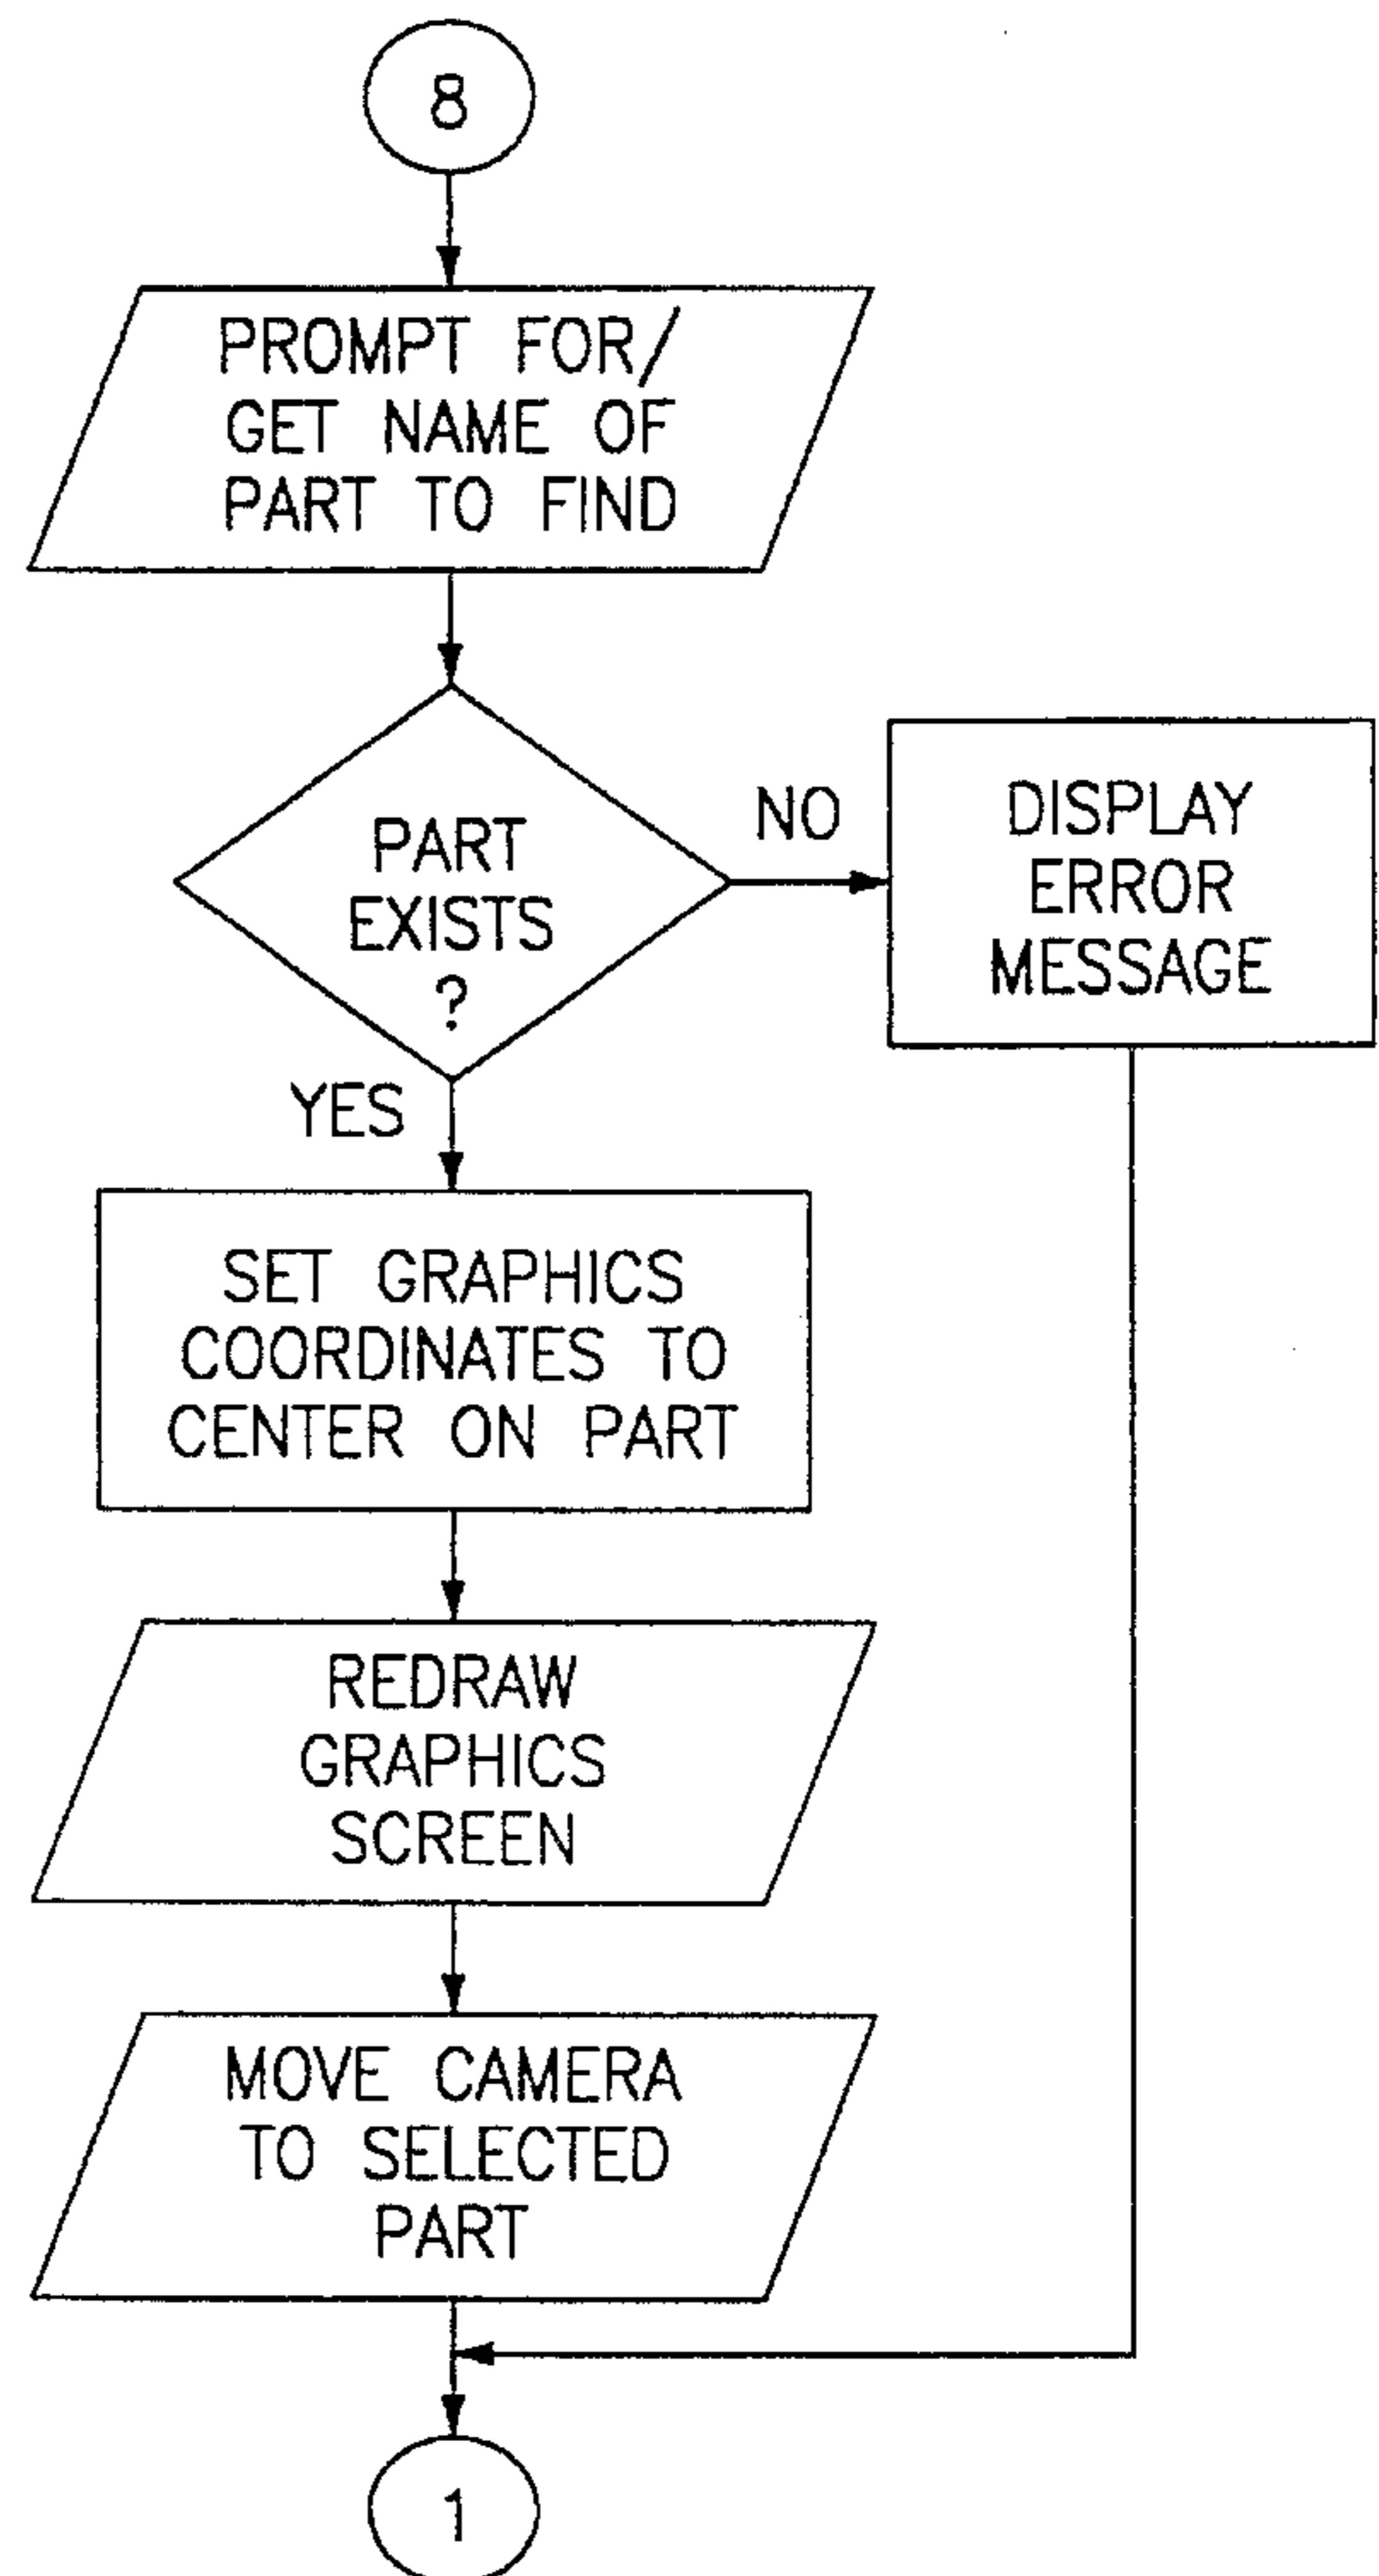 8
PROMPT FOR/
GET NAME OF
PART TO FIND
PART
EXISTS
?
NO
DISPLAY
ERROR
MESSAGE
YES
SET GRAPHICS
COORDINATES TO
CENTER ON PART
REDRAW
GRAPHICS
SCREEN
MOVE CAMERA
TO SELECTED
PART
1